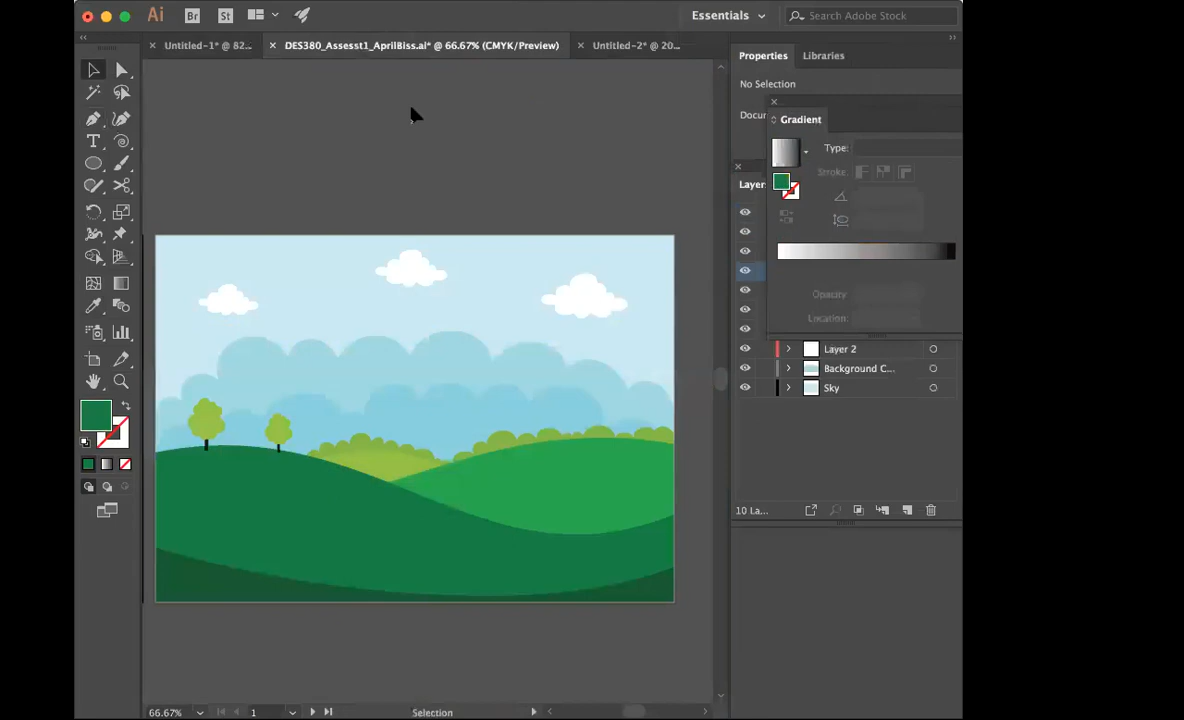 Ai Br St Essentials Search Adobe Stock
Untitled-1* @ 82... DES380_Assesst1_AprilBiss.ai* @ 66.67% (CMYK/Preview) Untitled-2* @ 20...
Properties Libraries
No Selection
Docur
Gradient
Type:
Stroke:
Layer:
Opacity
Location:
Layer 2
Background C...
Sky
10 La...
66.67% 1 Selection